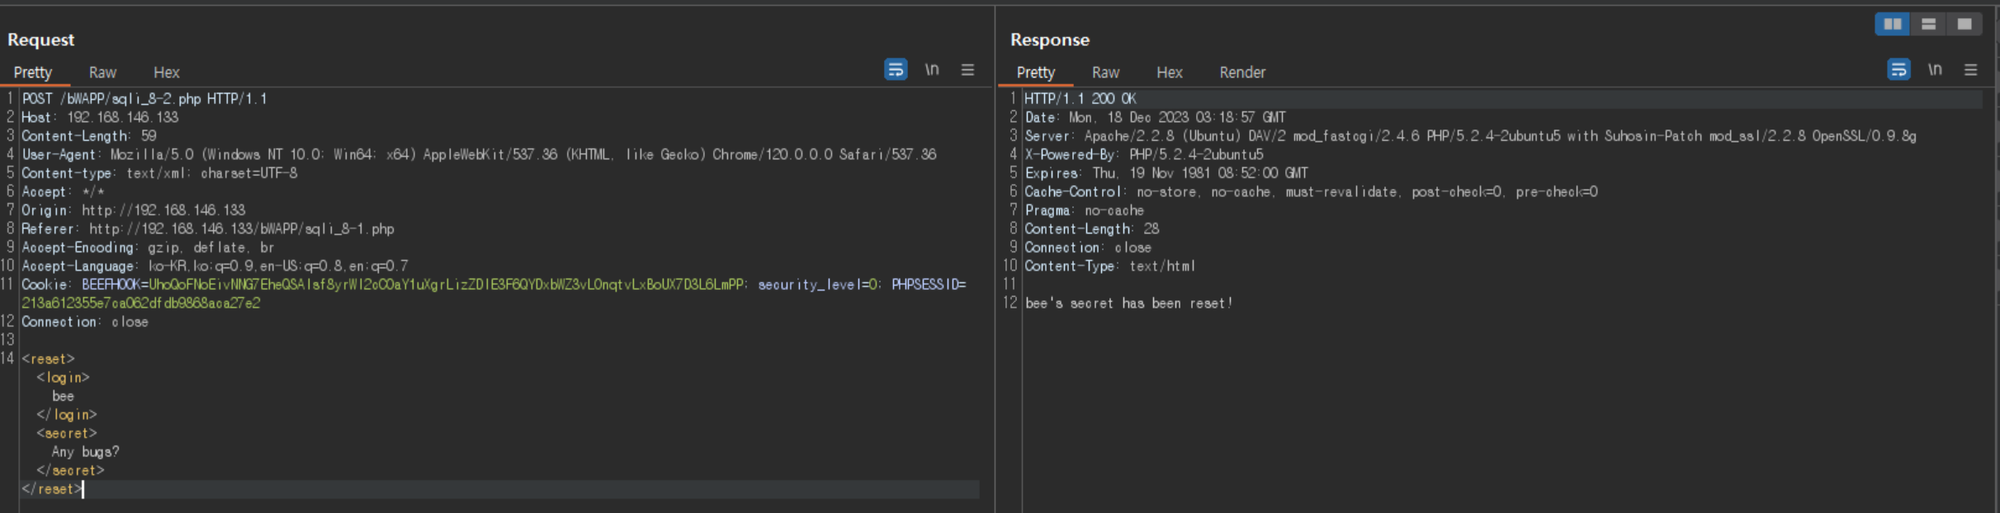 Request
Pretty Raw Hex
\n
1 POST /bWAPP/sqli_8-2.php HTTP/1.1
2 Host: 192.168.146.133
3 Content-Length: 59
4 User-Agent: Mozilla/5.0 (Windows NT 10.0; Win64; x64) AppleWebKit/537.36 (KHTML, like Gecko) Chrome/120.0.0.0 Safari/537.36
5 Content-type: text/xml; charset=UTF-8
6 Accept: */*
7 Origin: http://192.168.146.133
8 Referer: http://192.168.146.133/bWAPP/sqli_8-1.php
9 Accept-Encoding: gzip, deflate, br
10 Accept-Language: ko-KR,ko;q=0.9,en-US;q=0.8,en;q=0.7
11 Cookie: security_level=0; PHPSESSID=
213a612355e7ca062dfdb9868aca27e2
12 Connection: close
13
14 <reset>
<login>
bee
</login>
<secret>
Any bugs?
</secret>
</reset>
Response
Pretty Raw Hex Render
\n
1 HTTP/1.1 200 OK
2 Date: Mon, 18 Dec 2023 03:18:57 GMT
3 Server: Apache/2.2.8 (Ubuntu) DAV/2 mod_fastcgi/2.4.6 PHP/5.2.4-2ubuntu5 with Suhosin-Patch mod_ssl/2.2.8 OpenSSL/0.9.8g
4 X-Powered-By: PHP/5.2.4-2ubuntu5
5 Expires: Thu, 19 Nov 1981 08:52:00 GMT
6 Cache-Control: no-store, no-cache, must-revalidate, post-check=0, pre-check=0
7 Pragma: no-cache
8 Content-Length: 28
9 Connection: close
10 Content-Type: text/html
11
12 bee's secret has been reset!